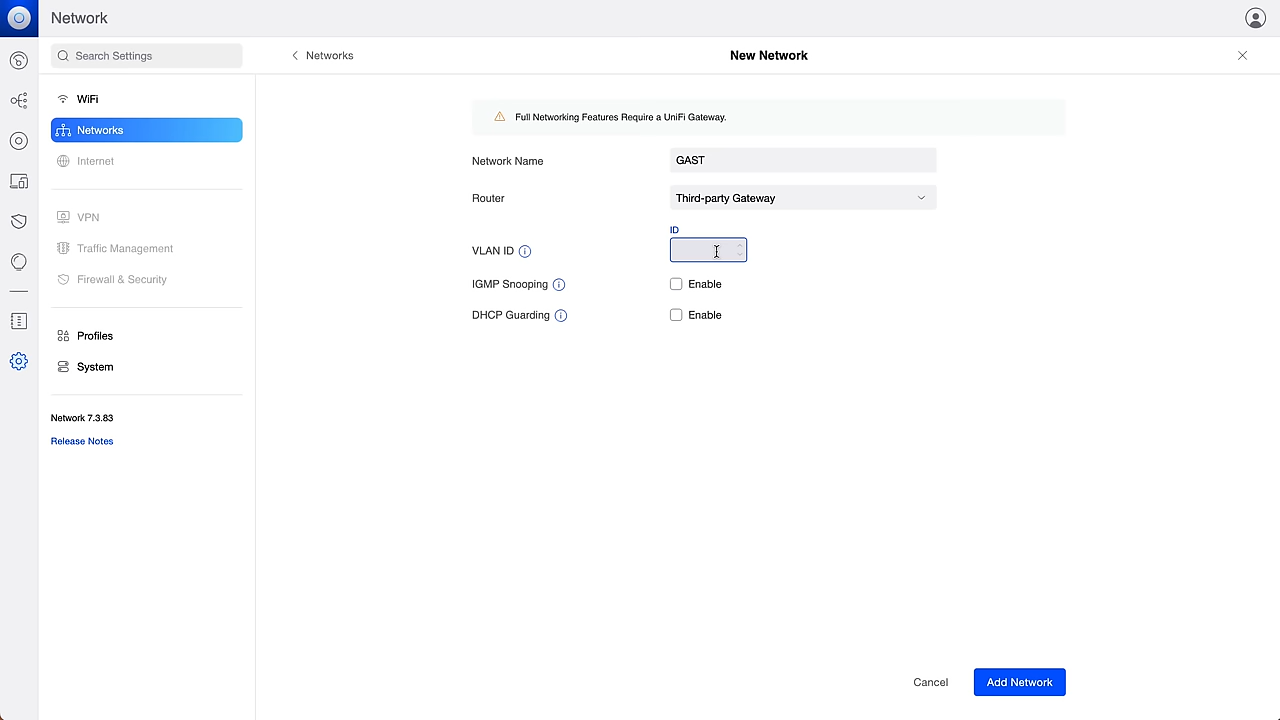 Network
Search Settings
Networks
New Network
WiFi
Networks
Internet
VPN
Traffic Management
Firewall & Security
Profiles
System
Network 7.3.83
Release Notes
Full Networking Features Require a UniFi Gateway.
Network Name
GAST
Router
Third-party Gateway
ID
VLAN ID
IGMP Snooping
Enable
DHCP Guarding
Enable
Cancel
Add Network